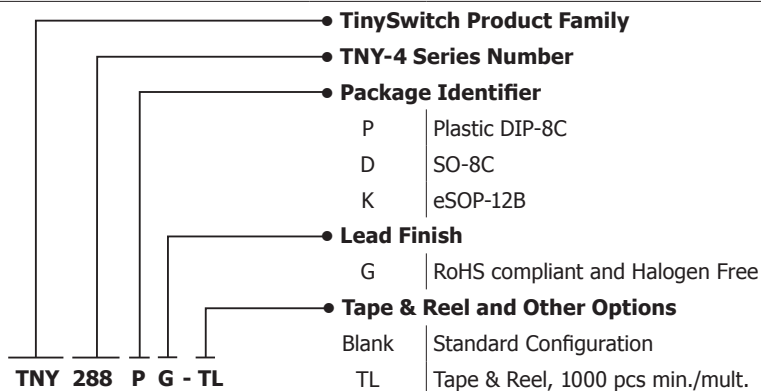 TinySwitch Product Family
TNY-4 Series Number
Package Identifier
P Plastic DIP-8C
D SO-8C
K eSOP-12B
Lead Finish
G RoHS compliant and Halogen Free
Tape & Reel and Other Options
Blank Standard Configuration
TNY 288 P G - TL TL Tape & Reel, 1000 pcs min./mult.